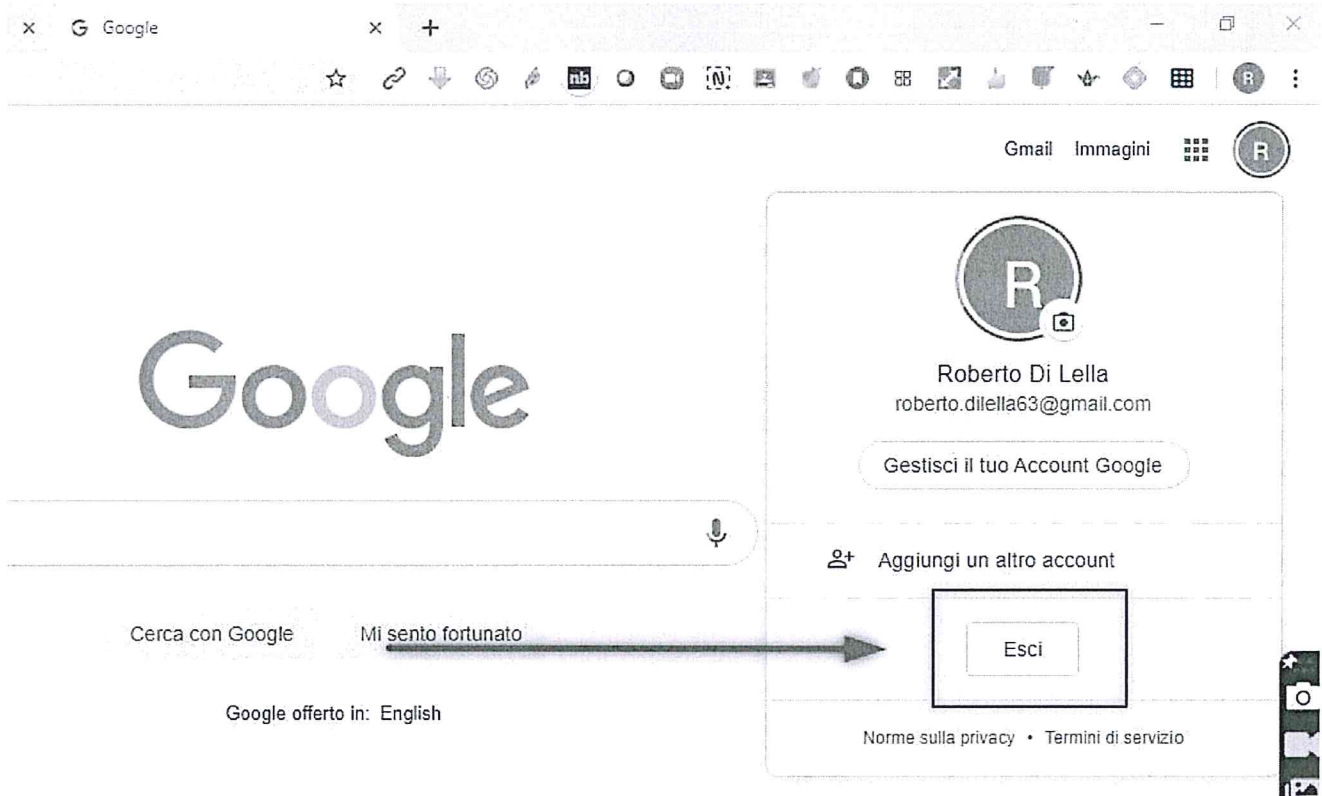 Google
nb
N
R
Gmail Immagini
R
R
Roberto Di Lella
roberto.dilella63@gmail.com
Gestisci il tuo Account Google
Google
Aggiungi un altro account
Cerca con Google Mi sento fortunato
Esci
Google offerto in: English
Norme sulla privacy • Termini di servizio